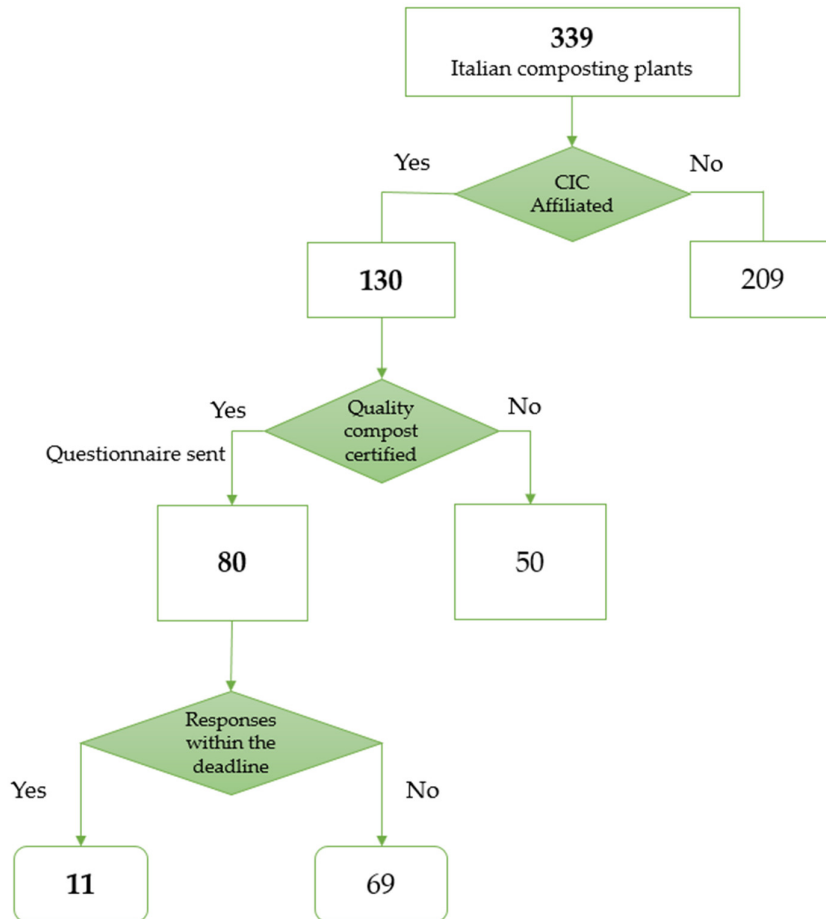 339
Italian composting plants
Yes
No
CIC
Affiliated
130
209
Yes
No
Quality
compost
certified
Questionnaire sent
80
50
Responses
within the
deadline
Yes
No
11
69